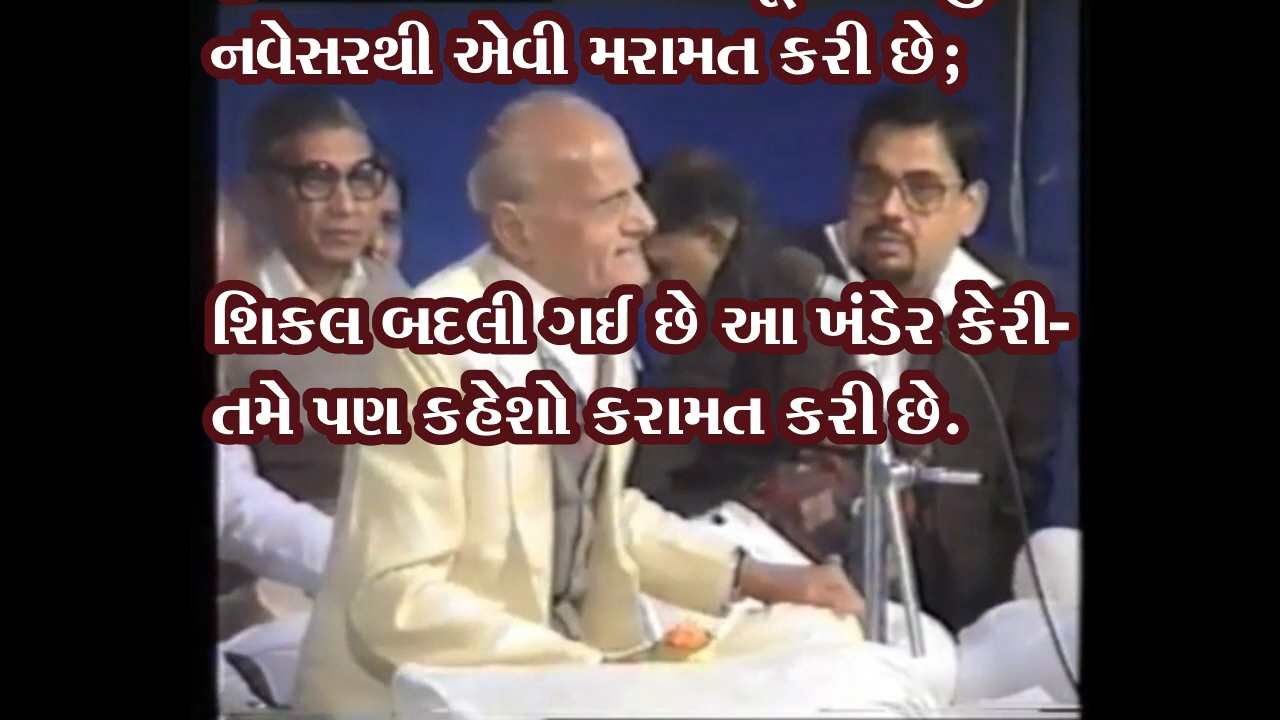 નવેસરથી એવી મરામત કરી છે;
શિકલ બદલી ગઈ છે આ ખંડેર કેરી-
તમે પણ કહેશો કરામત કરી છે.